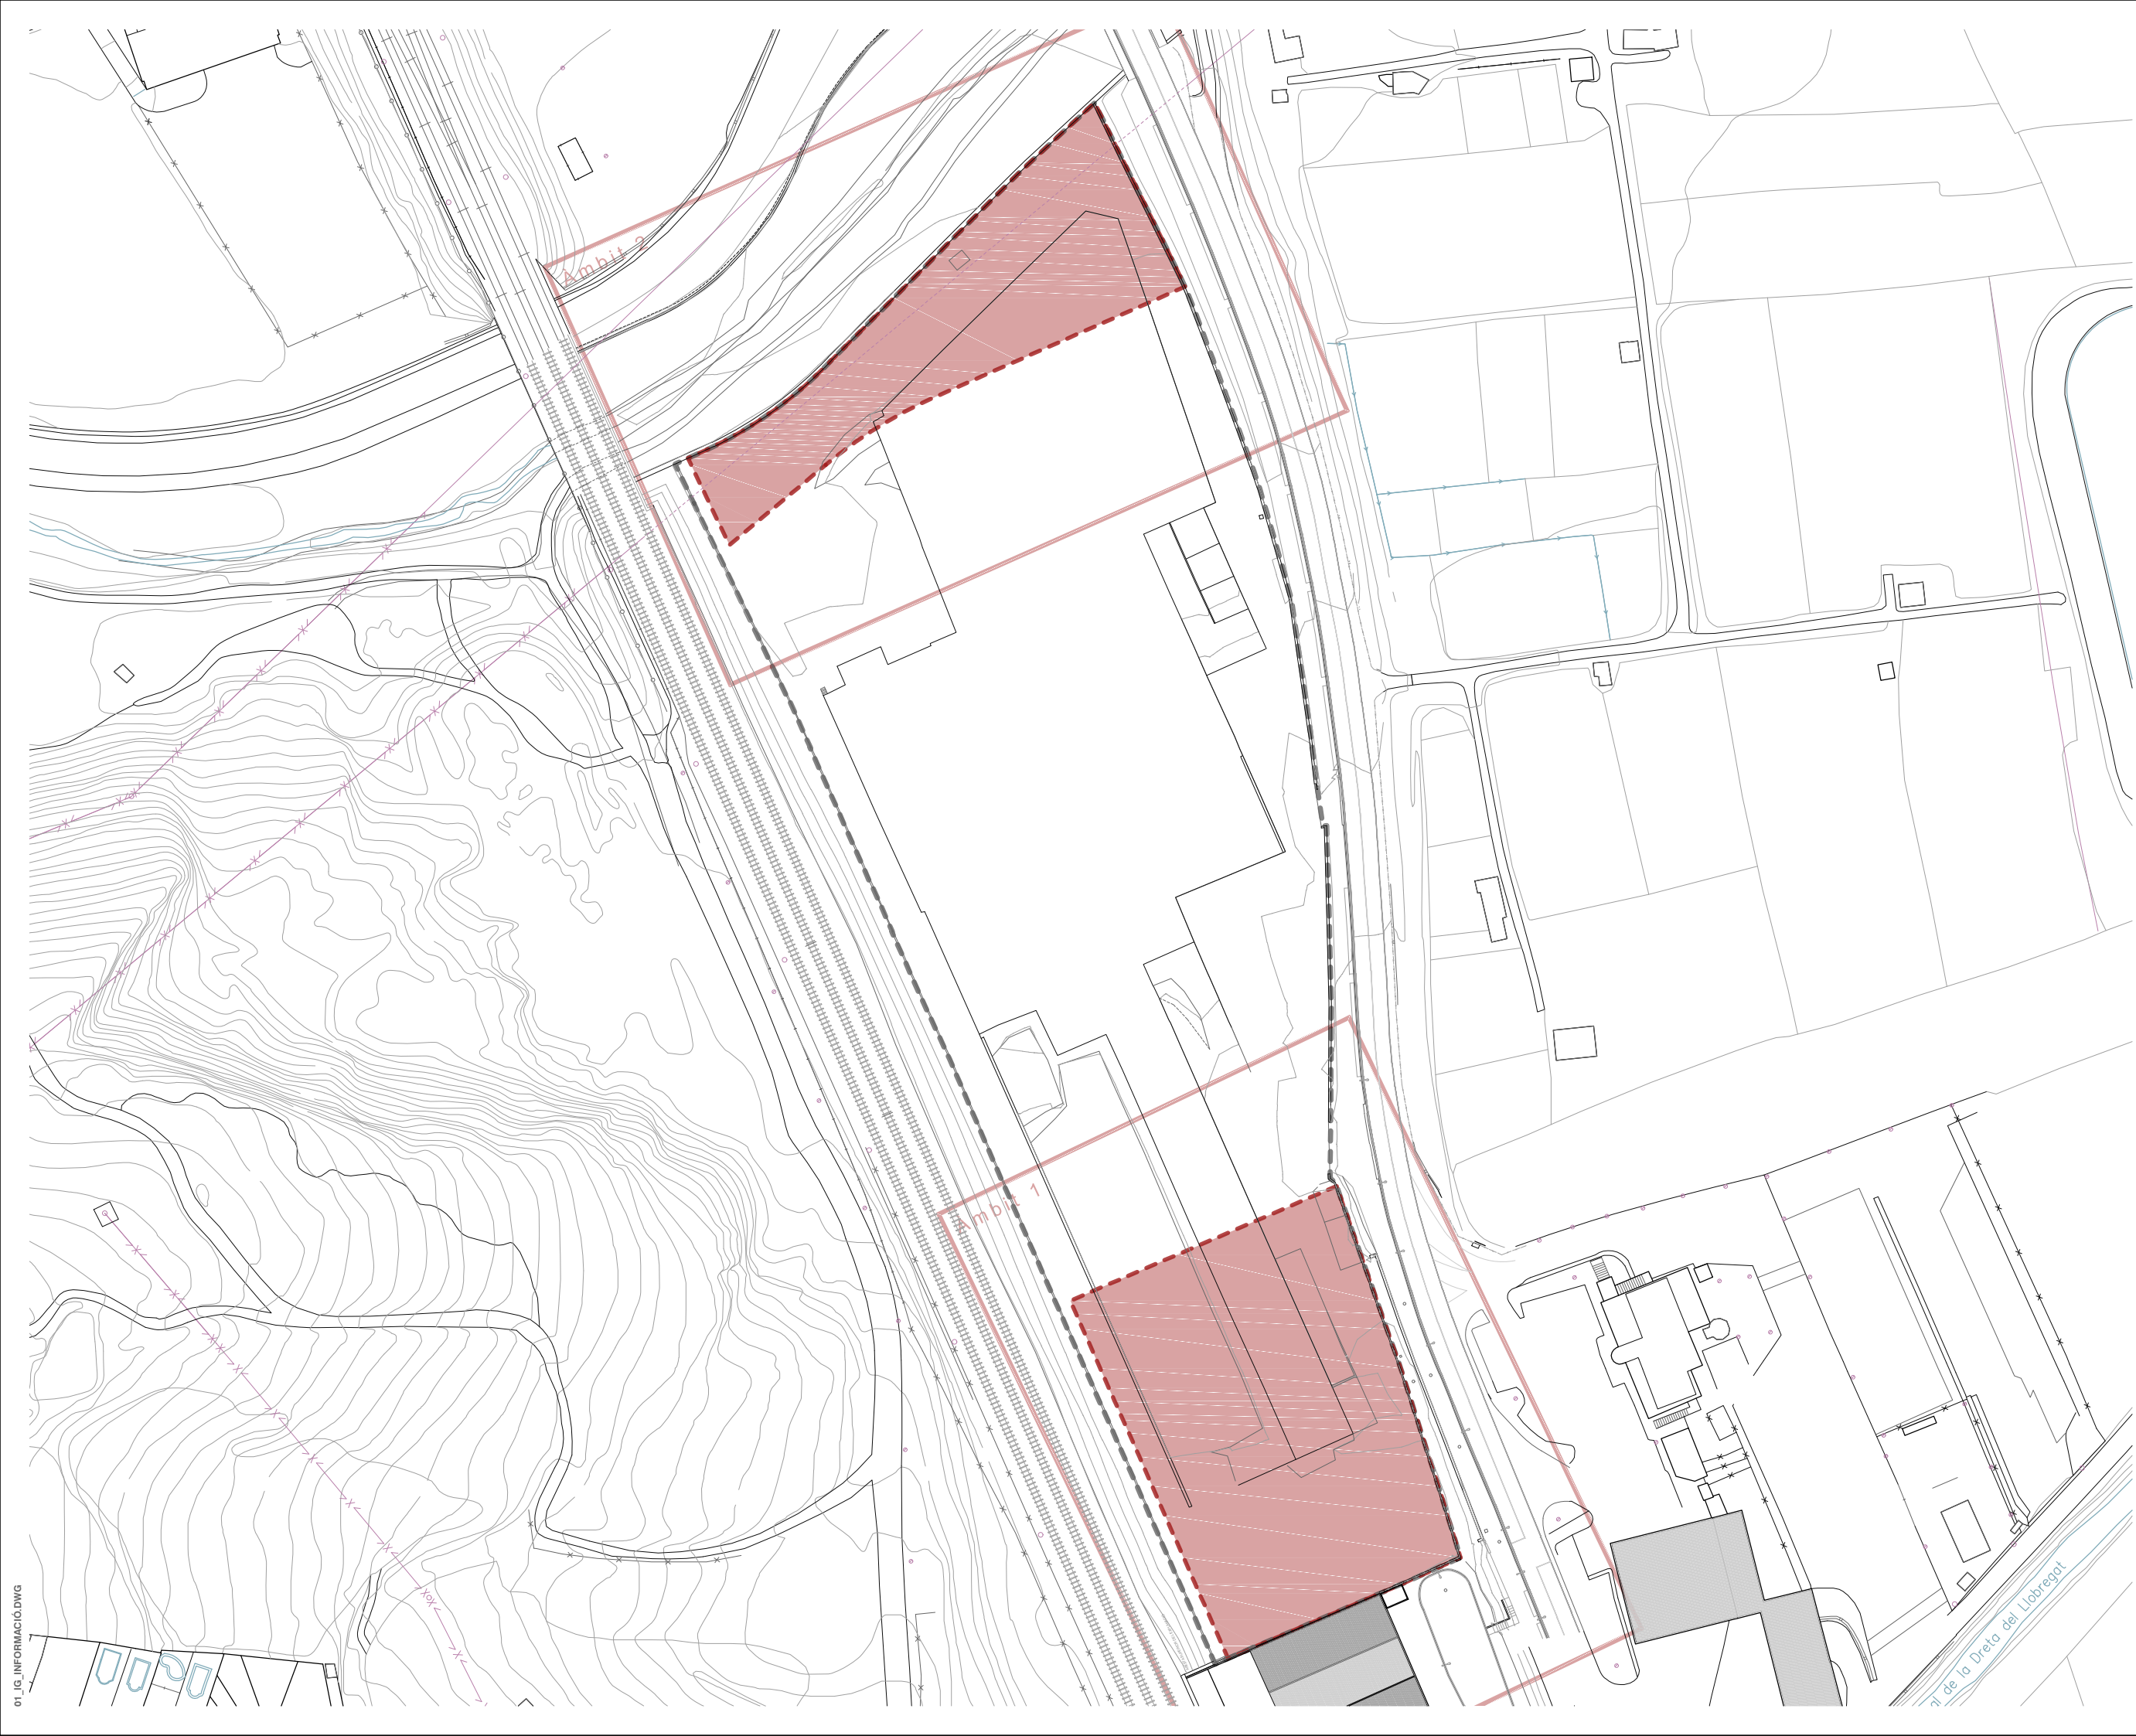 Àmbit 2
Àmbit 1
al de la Dreta del Llobregat
01_IG_INFORMACIÓ.DWG